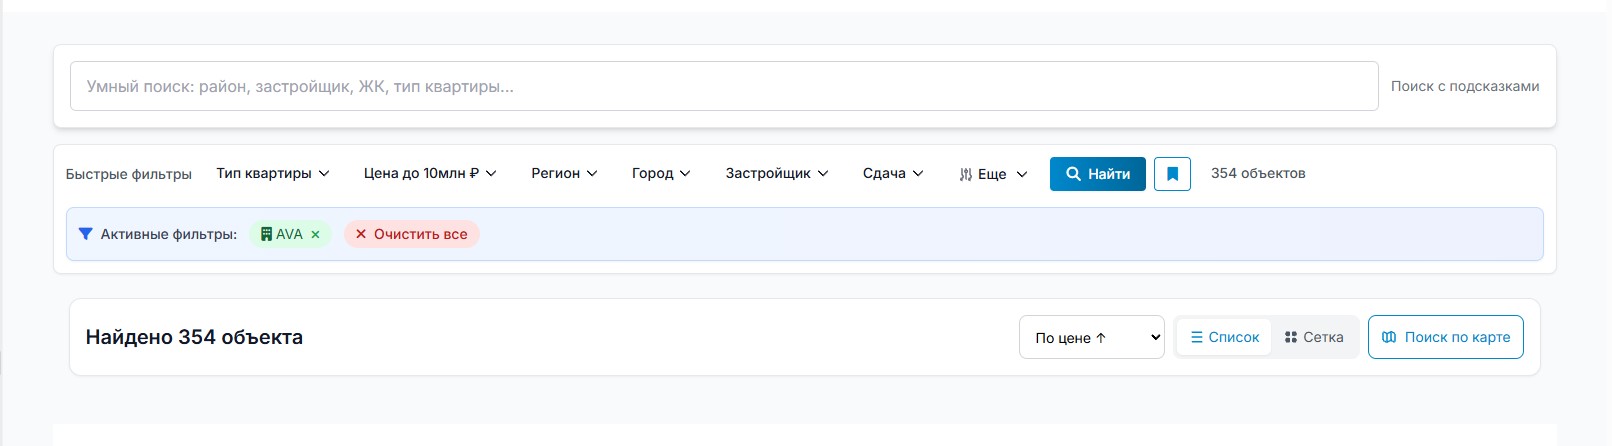 Умный поиск: район, застройщик, ЖК, тип квартиры...
Поиск с подсказками
Быстрые фильтры Тип квартиры Цена до 10млн ₽ Регион Город Застройщик Сдача Еще Найти 354 объектов
Активные фильтры: AVA × × Очистить все
Найдено 354 объекта По цене ↑ Список Сетка Поиск по карте